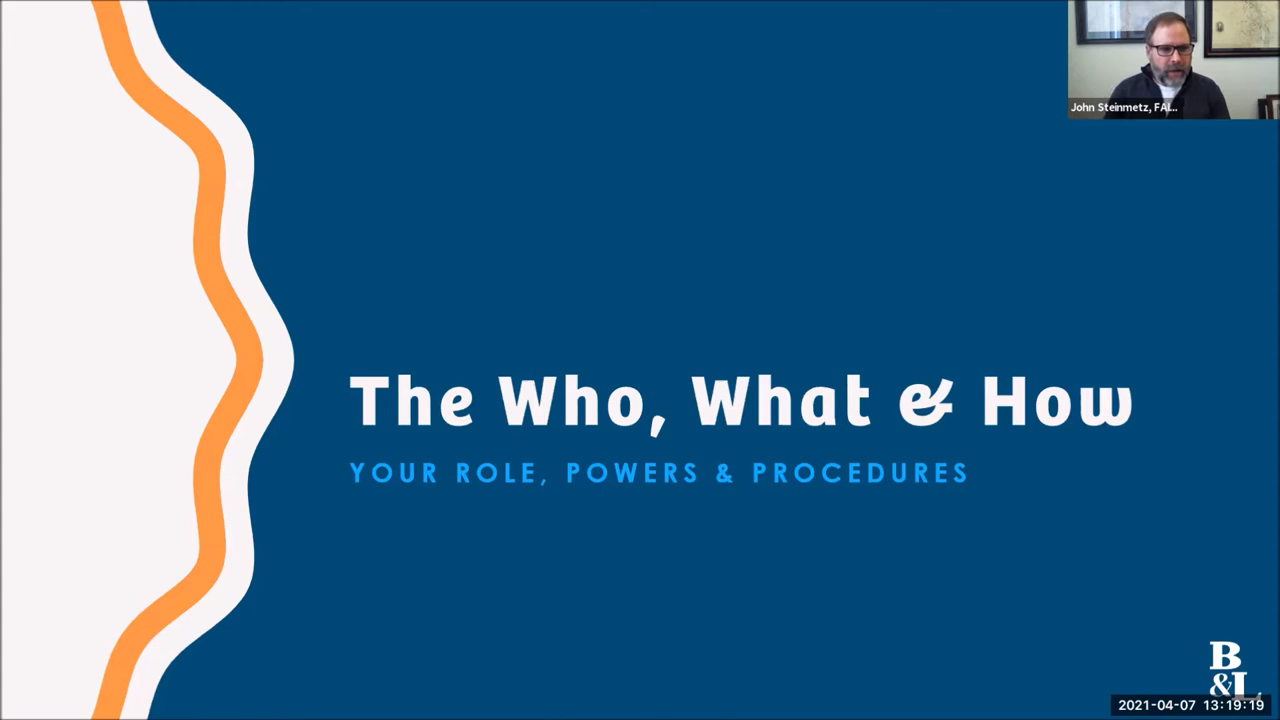 John Steinmetz, FAI...
The Who, What & How
YOUR ROLE, POWERS & PROCEDURES
B
&L
2021-04-07 13:19:19